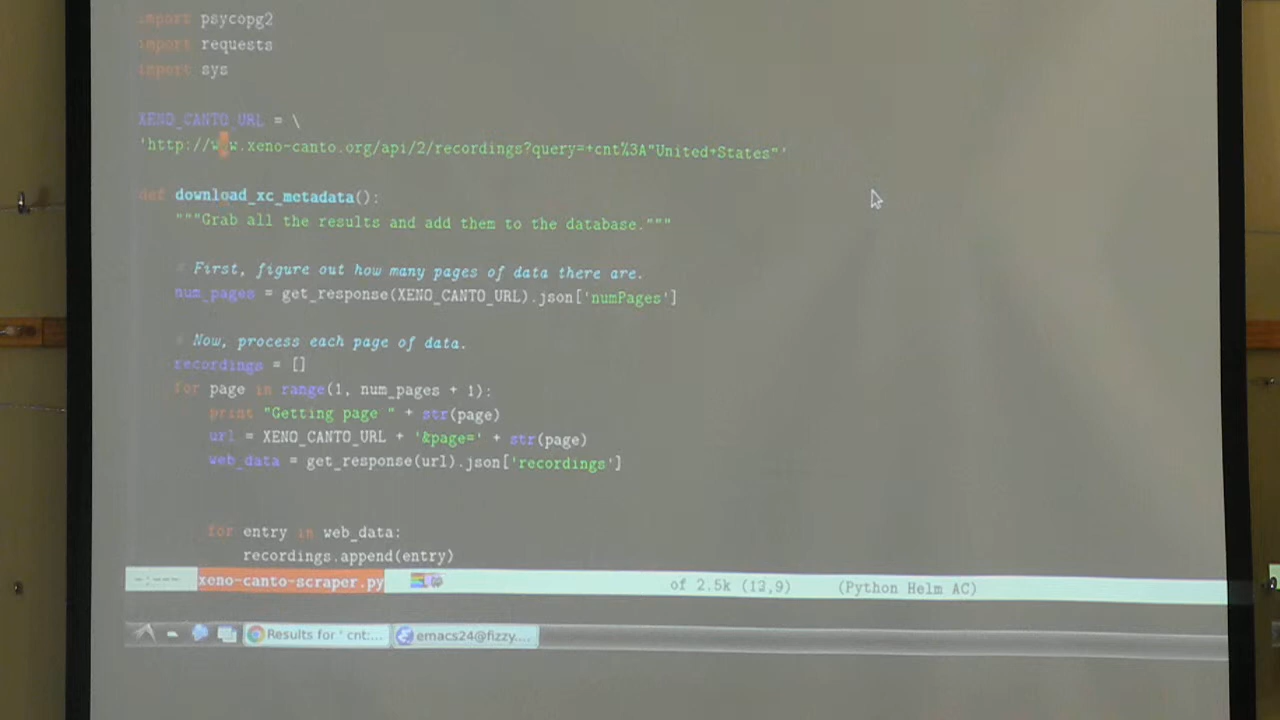 import psycopg2
import requests
import sys
XENO_CANTO_URL = \
'http://www.xeno-canto.org/api/2/recordings?query=+cnt%3A"United+States"'
def download_xc_metadata():
"""Grab all the results and add them to the database."""
# First, figure out how many pages of data there are.
num_pages = get_response(XENO_CANTO_URL).json['numPages']
# Now, process each page of data.
recordings = []
for page in range(1, num_pages + 1):
print "Getting page " + str(page)
url = XENO_CANTO_URL + '&page=' + str(page)
web_data = get_response(url).json['recordings']
for entry in web_data:
recordings.append(entry)
-:--- xeno-canto-scraper.py of 2.5k (13,9) (Python Helm AC)
Results for ' cnt:... emacs24@fizzy....